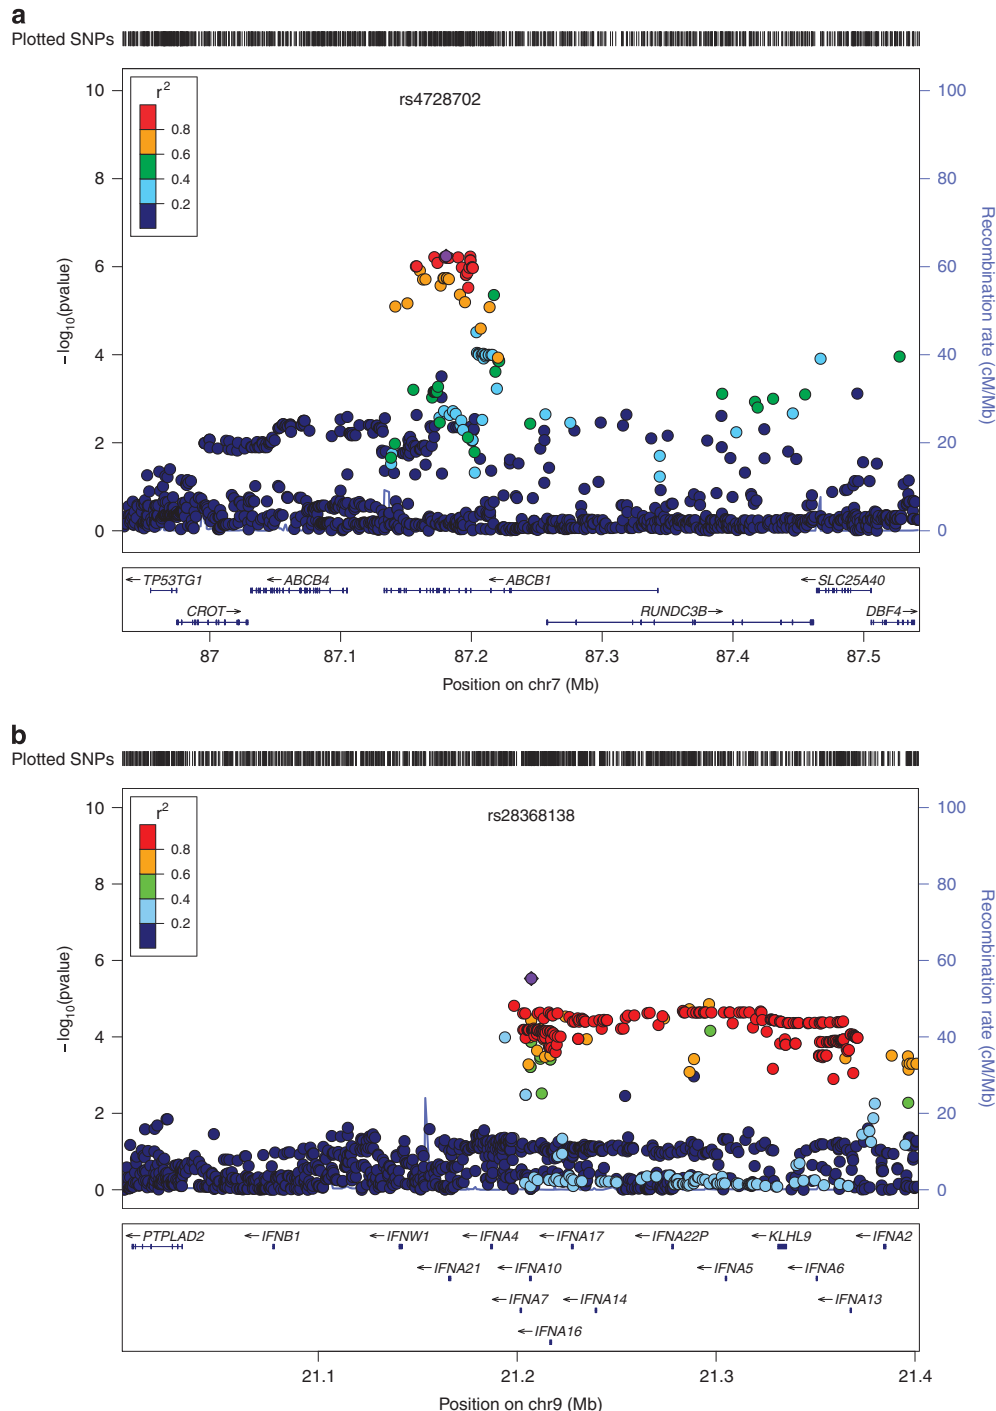 a
Plotted SNPs
rs4728702
r2
0.8
0.6
0.4
0.2
10
8
6
4
2
0
−log10(pvalue)
100
80
60
40
20
0
Recombination rate (cM/Mb)
←TP53TG1
←ABCB4
←ABCB1
←SLC25A40
CROT→
RUNDC3B→
DBF4→
87
87.1
87.2
87.3
87.4
87.5
Position on chr7 (Mb)
b
Plotted SNPs
rs28368138
r2
0.8
0.6
0.4
0.2
10
8
6
4
2
0
−log10(pvalue)
100
80
60
40
20
0
Recombination rate (cM/Mb)
←PTPLAD2
←IFNB1
←IFNW1
←IFNA4
←IFNA17
←IFNA22P
←KLHL9
←IFNA2
←IFNA21
←IFNA10
←IFNA5
←IFNA6
←IFNA7
←IFNA14
←IFNA13
←IFNA16
21.1
21.2
21.3
21.4
Position on chr9 (Mb)